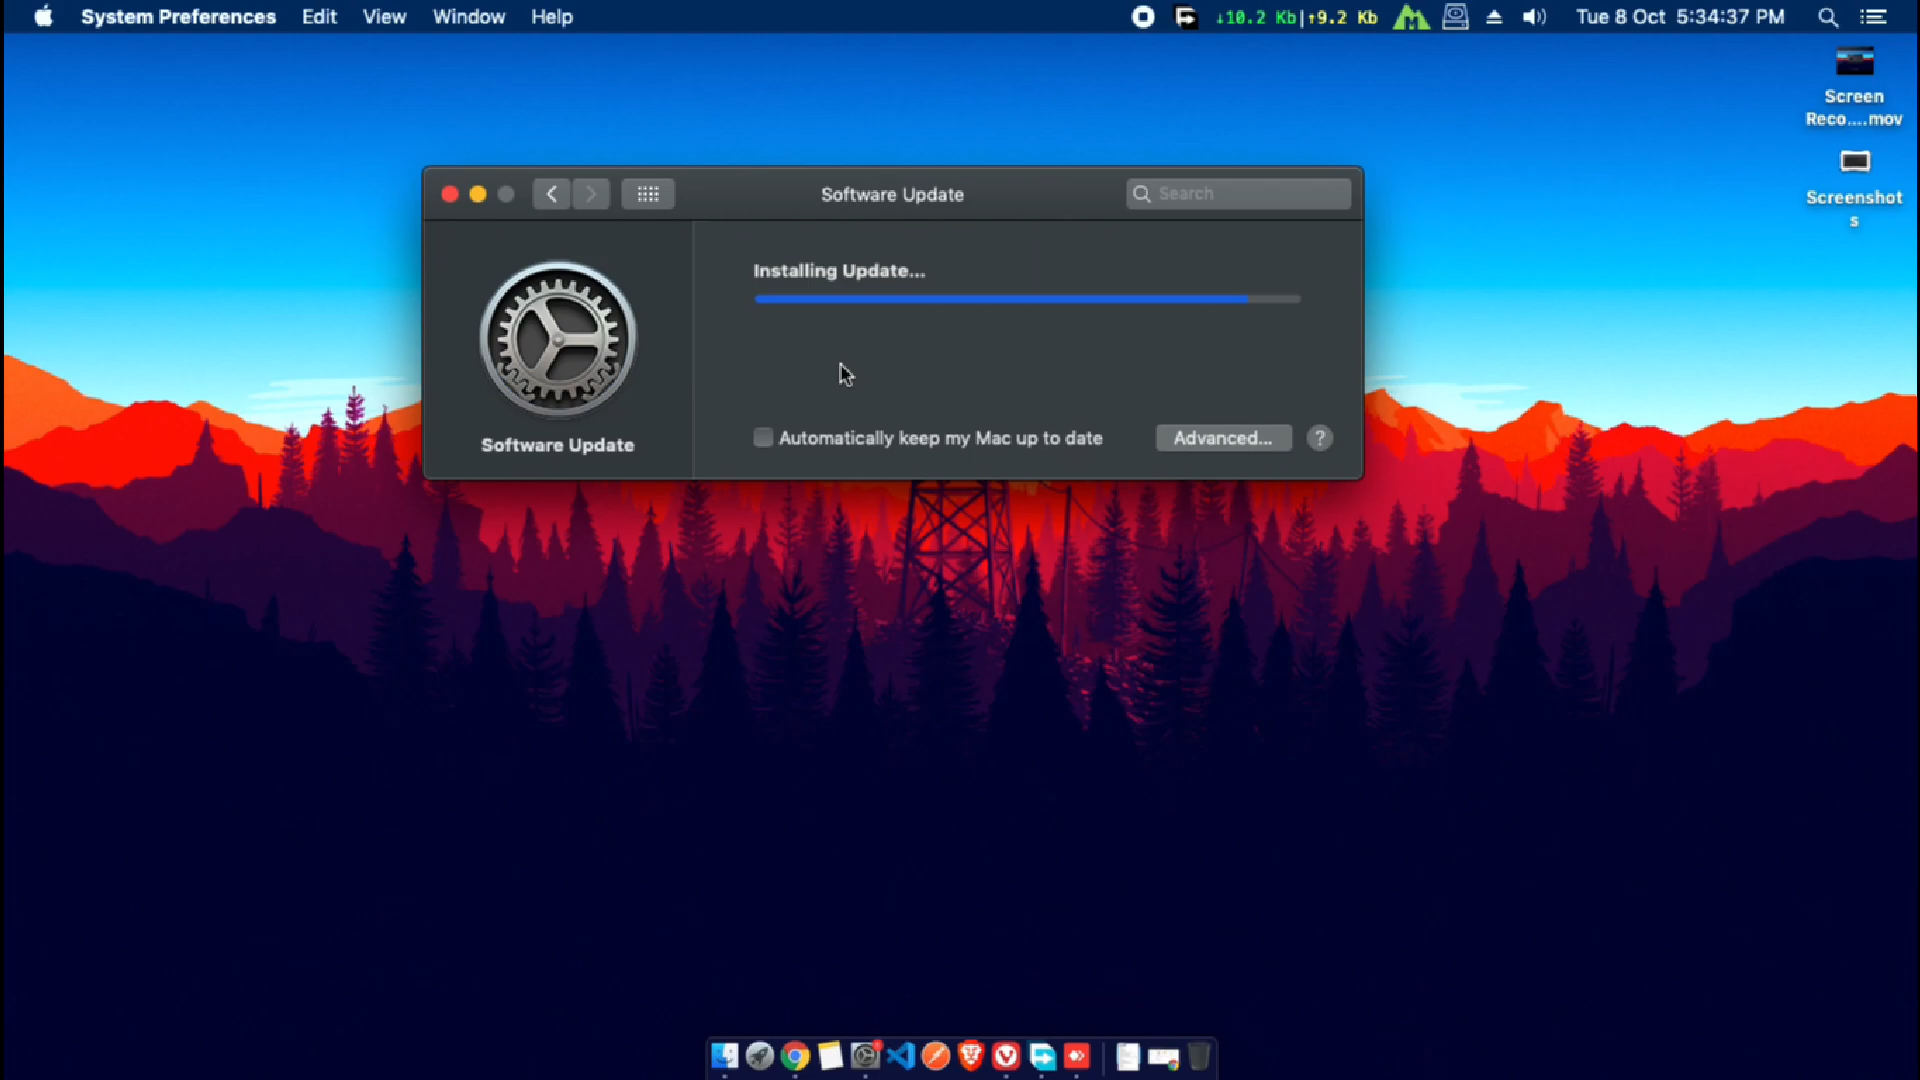 System Preferences Edit View Window Help
↓10.2 Kb|↑9.2 Kb Tue 8 Oct 5:34:37 PM
Screen
Reco....mov
Screenshot
s
Software Update
Search
Installing Update...
Software Update
Automatically keep my Mac up to date
Advanced...
?